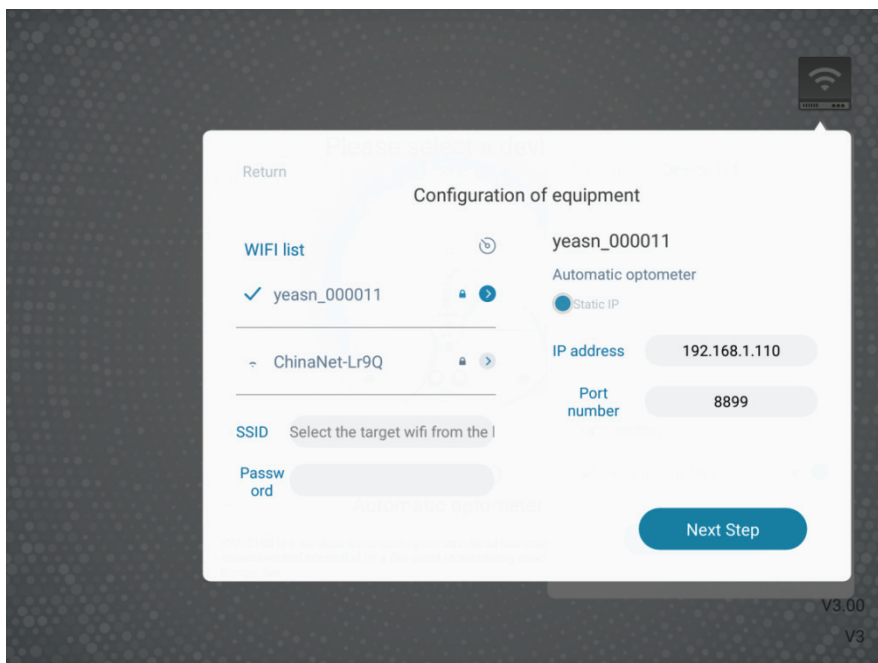 Return
Configuration of equipment
WIFI list
yeasn_000011
ChinaNet-Lr9Q
SSID Select the target wifi from the l
Passw
ord
yeasn_000011
Automatic optometer
Static IP
IP address 192.168.1.110
Port
number
8899
Next Step
V3.00
V3